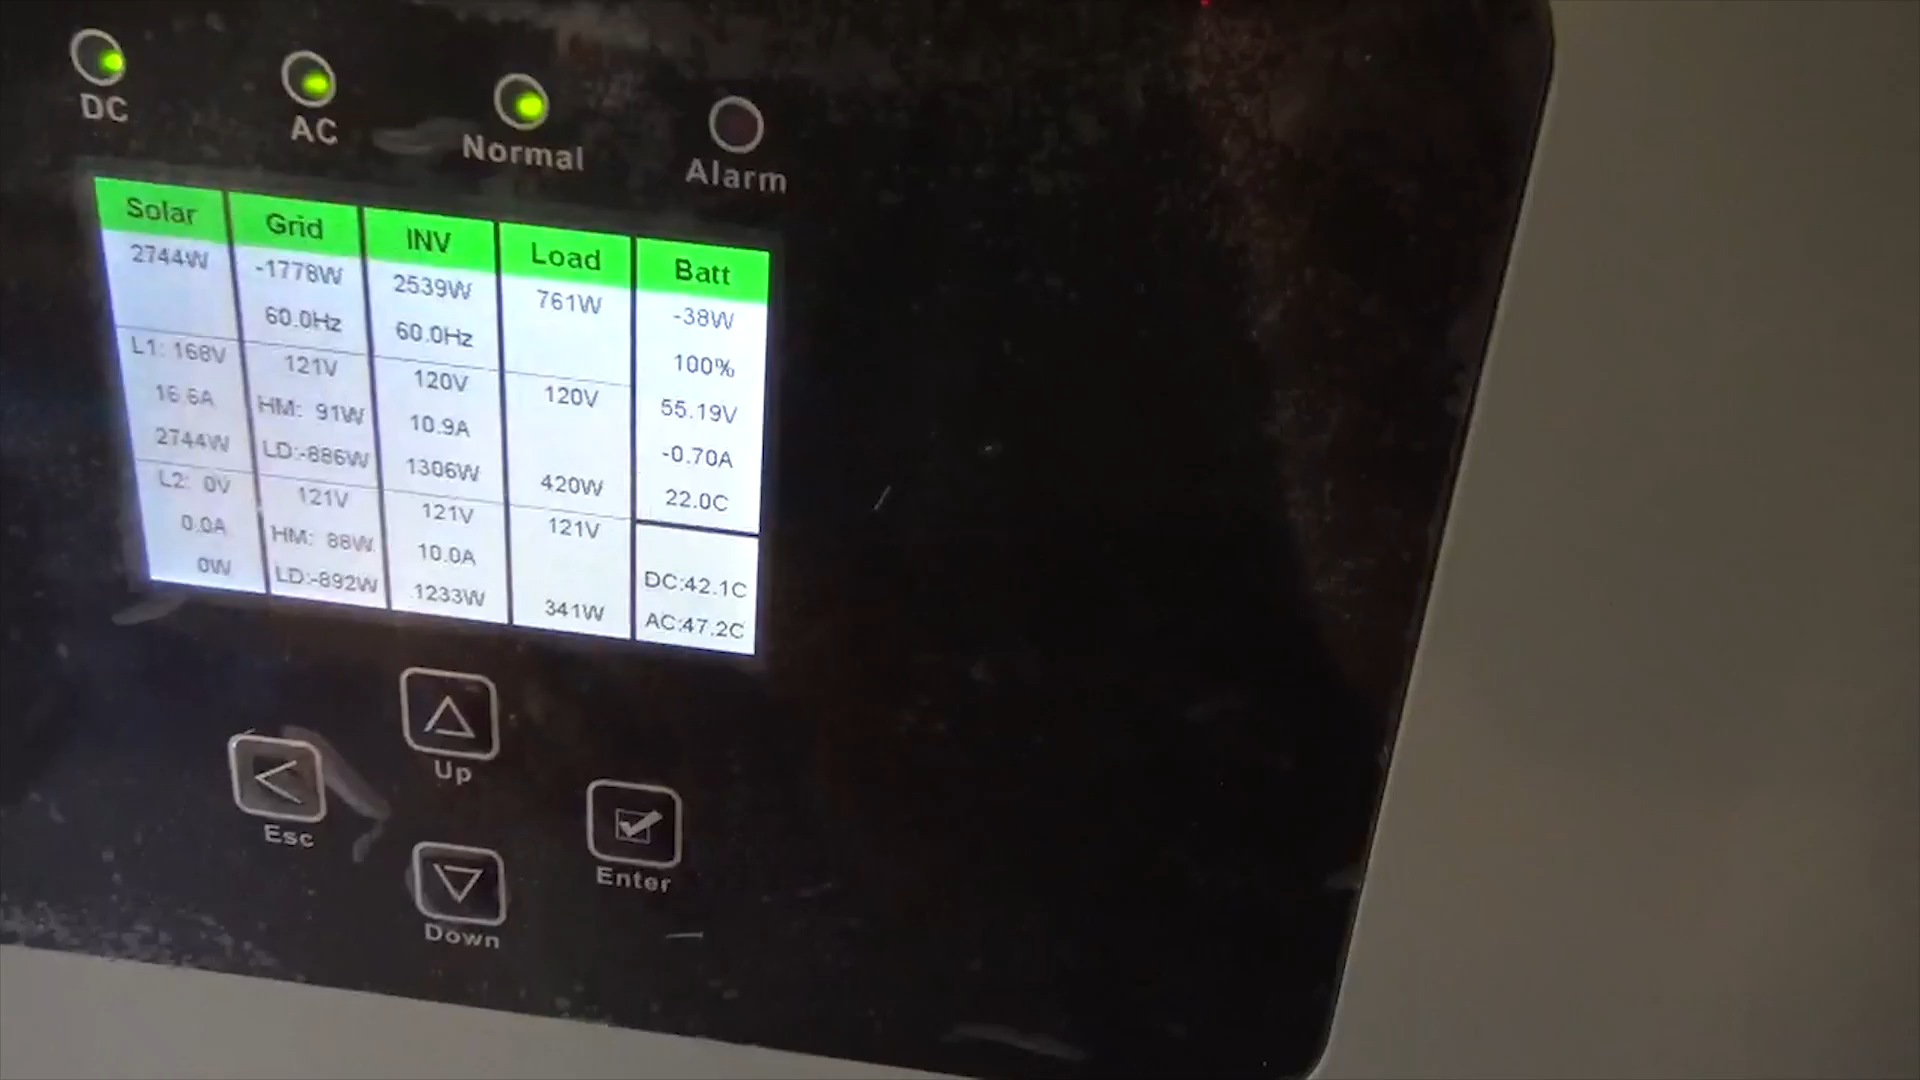 DC
AC
Normal
Alarm
Solar
2744W
L1: 168V
16.6A
2744W
L2: 0V
0.0A
0W
Grid
-1778W
60.0Hz
121V
HM: 91W
LD:-886W
121V
HM: 88W
LD:-892W
INV
2539W
60.0Hz
120V
10.9A
1306W
121V
10.0A
1233W
Load
761W
120V
420W
121V
341W
Batt
-38W
100%
55.19V
-0.70A
22.0C
DC:42.1C
AC:47.2C
Up
Esc
Enter
Down